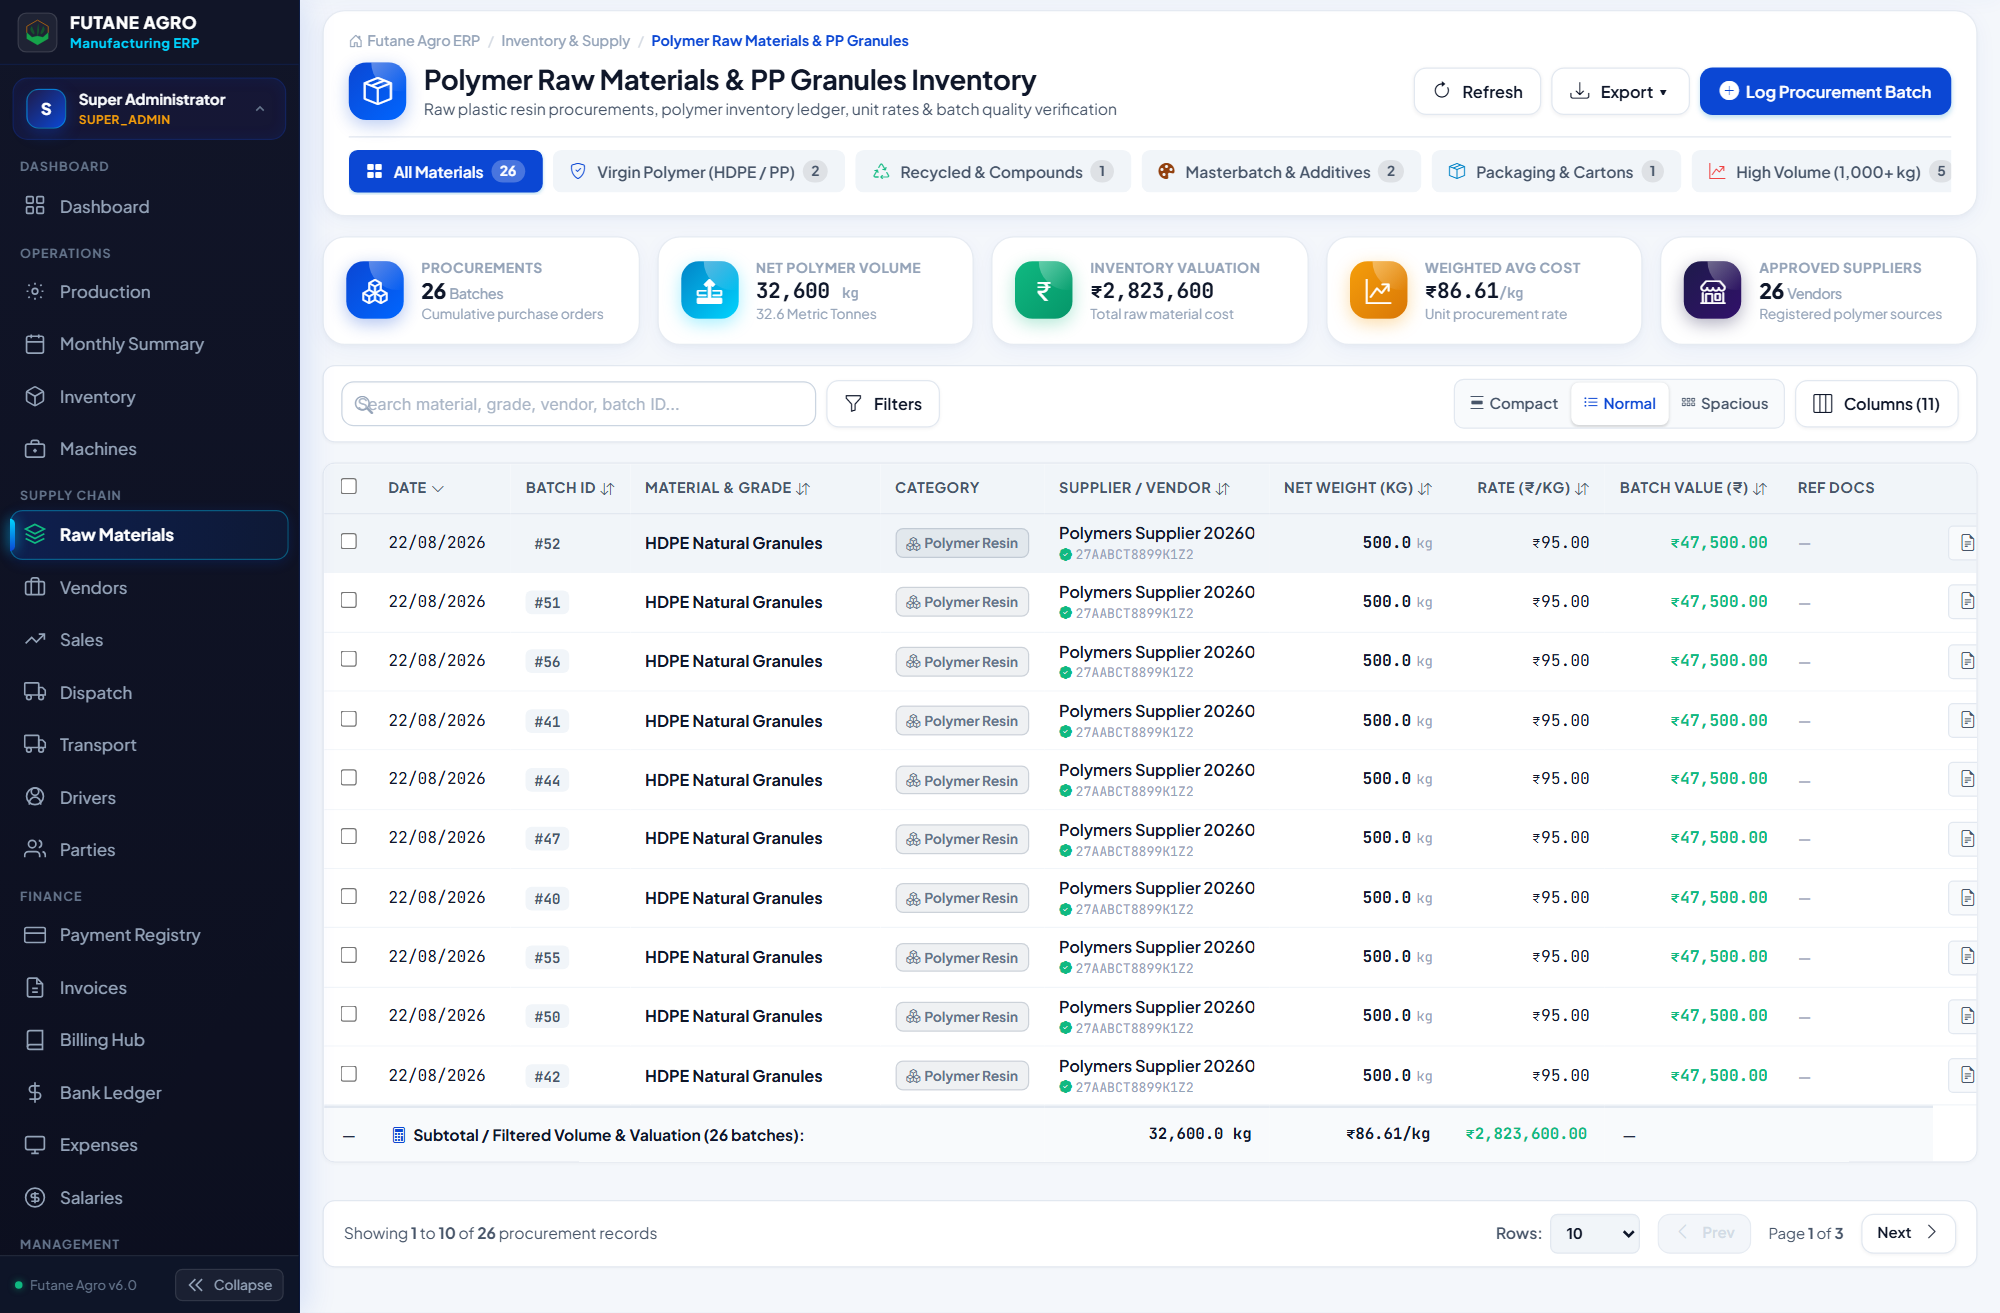 FUTANE AGRO
Manufacturing ERP
S
Super Administrator
SUPER_ADMIN
DASHBOARD
Dashboard
OPERATIONS
Production
Monthly Summary
Inventory
Machines
SUPPLY CHAIN
Raw Materials
Vendors
Sales
Dispatch
Transport
Drivers
Parties
FINANCE
Payment Registry
Invoices
Billing Hub
Bank Ledger
Expenses
Salaries
MANAGEMENT
Futane Agro v6.0
Collapse
Futane Agro ERP / Inventory & Supply / Polymer Raw Materials & PP Granules
Polymer Raw Materials & PP Granules Inventory
Raw plastic resin procurements, polymer inventory ledger, unit rates & batch quality verification
Refresh
Export ▾
Log Procurement Batch
All Materials 26
Virgin Polymer (HDPE / PP) 2
Recycled & Compounds 1
Masterbatch & Additives 2
Packaging & Cartons 1
High Volume (1,000+ kg) 5
PROCUREMENTS
26 Batches
Cumulative purchase orders
NET POLYMER VOLUME
32,600 kg
32.6 Metric Tonnes
₹
INVENTORY VALUATION
₹2,823,600
Total raw material cost
WEIGHTED AVG COST
₹86.61/kg
Unit procurement rate
APPROVED SUPPLIERS
26 Vendors
Registered polymer sources
Search material, grade, vendor, batch ID...
Filters
Compact
Normal
Spacious
Columns (11)
DATE BATCH ID MATERIAL & GRADE CATEGORY SUPPLIER / VENDOR NET WEIGHT (KG) RATE (₹/KG) BATCH VALUE (₹) REF DOCS
22/08/2026 #52 HDPE Natural Granules Polymer Resin Polymers Supplier 20260 500.0 kg ₹95.00 ₹47,500.00 —
27AABCT8899K1Z2
22/08/2026 #51 HDPE Natural Granules Polymer Resin Polymers Supplier 20260 500.0 kg ₹95.00 ₹47,500.00 —
27AABCT8899K1Z2
22/08/2026 #56 HDPE Natural Granules Polymer Resin Polymers Supplier 20260 500.0 kg ₹95.00 ₹47,500.00 —
27AABCT8899K1Z2
22/08/2026 #41 HDPE Natural Granules Polymer Resin Polymers Supplier 20260 500.0 kg ₹95.00 ₹47,500.00 —
27AABCT8899K1Z2
22/08/2026 #44 HDPE Natural Granules Polymer Resin Polymers Supplier 20260 500.0 kg ₹95.00 ₹47,500.00 —
27AABCT8899K1Z2
22/08/2026 #47 HDPE Natural Granules Polymer Resin Polymers Supplier 20260 500.0 kg ₹95.00 ₹47,500.00 —
27AABCT8899K1Z2
22/08/2026 #40 HDPE Natural Granules Polymer Resin Polymers Supplier 20260 500.0 kg ₹95.00 ₹47,500.00 —
27AABCT8899K1Z2
22/08/2026 #55 HDPE Natural Granules Polymer Resin Polymers Supplier 20260 500.0 kg ₹95.00 ₹47,500.00 —
27AABCT8899K1Z2
22/08/2026 #50 HDPE Natural Granules Polymer Resin Polymers Supplier 20260 500.0 kg ₹95.00 ₹47,500.00 —
27AABCT8899K1Z2
22/08/2026 #42 HDPE Natural Granules Polymer Resin Polymers Supplier 20260 500.0 kg ₹95.00 ₹47,500.00 —
27AABCT8899K1Z2
— Subtotal / Filtered Volume & Valuation (26 batches): 32,600.0 kg ₹86.61/kg ₹2,823,600.00 —
Showing 1 to 10 of 26 procurement records
Rows: 10
Prev
Page 1 of 3
Next